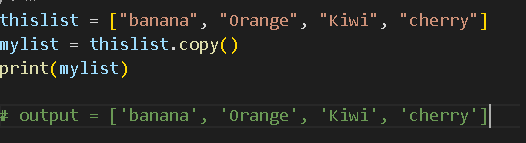 thislist = ["banana", "Orange", "Kiwi", "cherry"]
mylist = thislist.copy()
print(mylist)
# output = ['banana', 'Orange', 'Kiwi', 'cherry']